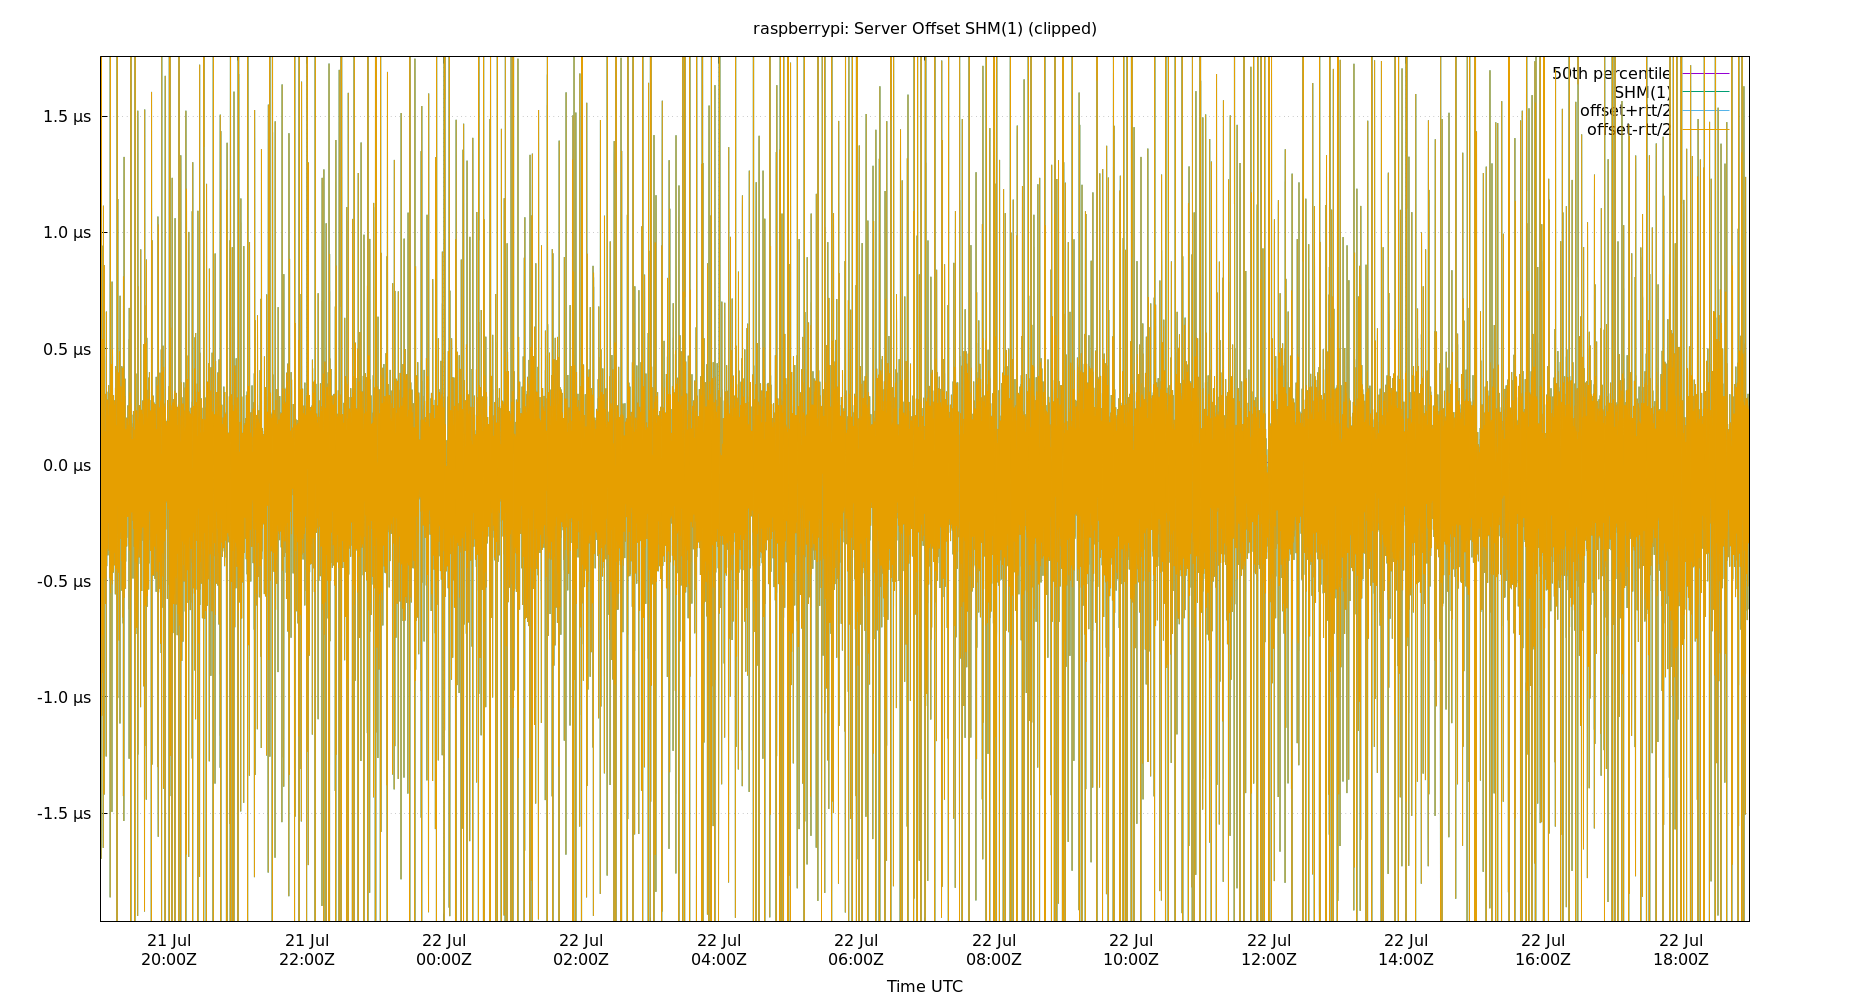 raspberrypi: Server Offset SHM(1) (clipped)
50th percentile
SHM(1)
offset+rtt/2
offset-rtt/2
1.5 µs
1.0 µs
0.5 µs
0.0 µs
-0.5 µs
-1.0 µs
-1.5 µs
21 Jul 21 Jul 22 Jul 22 Jul 22 Jul 22 Jul 22 Jul 22 Jul 22 Jul 22 Jul 22 Jul 22 Jul
20:00Z 22:00Z 00:00Z 02:00Z 04:00Z 06:00Z 08:00Z 10:00Z 12:00Z 14:00Z 16:00Z 18:00Z
Time UTC